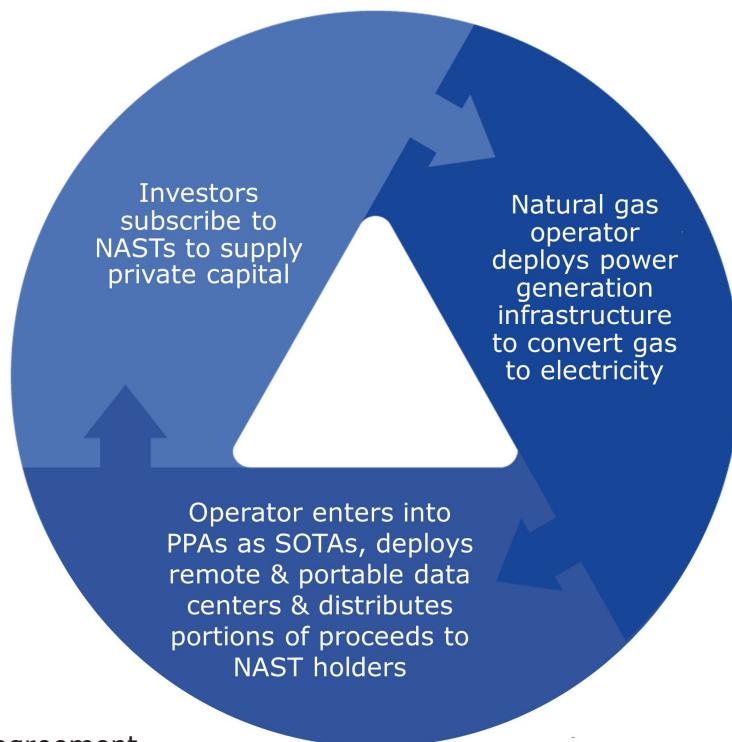 Investors
subscribe to
NASTs to supply
private capital
Natural gas
operator
deploys power
generation
infrastructure
to convert gas
to electricity
Operator enters into
PPAs as SOTAs, deploys
remote & portable data
centers & distributes
portions of proceeds to
NAST holders
agreement